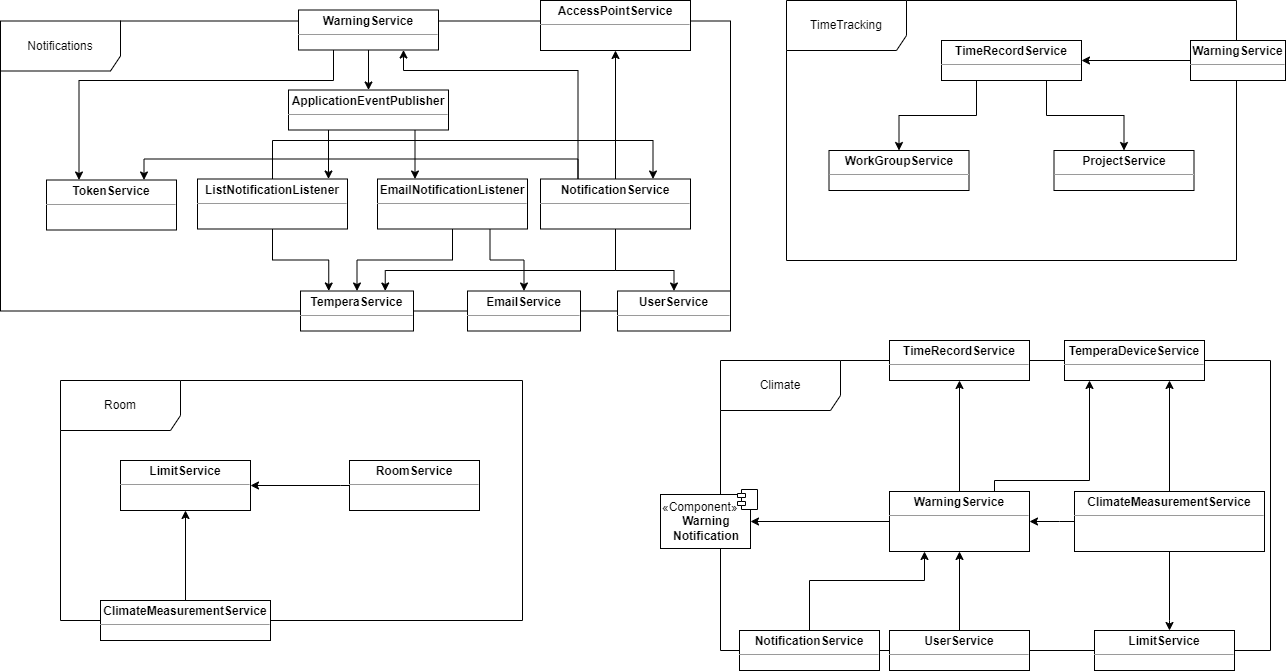 Notifications
WarningService
AccessPointService
ApplicationEventPublisher
TokenService
ListNotificationListener
EmailNotificationListener
NotificationService
TemperaService
EmailService
UserService
TimeTracking
TimeRecordService
WarningService
WorkGroupService
ProjectService
Room
LimitService
RoomService
ClimateMeasurementService
Climate
TimeRecordService
TemperaDeviceService
«Component»
Warning
Notification
WarningService
ClimateMeasurementService
NotificationService
UserService
LimitService